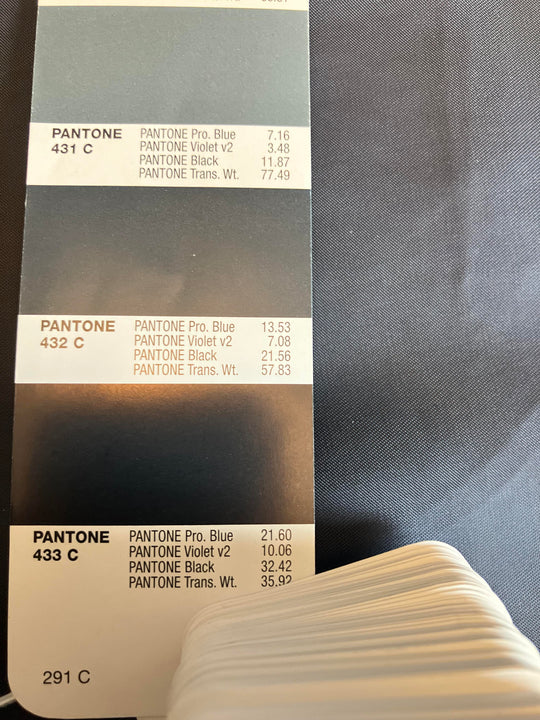 PANTONE
431 C
PANTONE Pro. Blue 7.16
PANTONE Violet v2 3.48
PANTONE Black 11.87
PANTONE Trans. Wt. 77.49
PANTONE
432 C
PANTONE Pro. Blue 13.53
PANTONE Violet v2 7.08
PANTONE Black 21.56
PANTONE Trans. Wt. 57.83
PANTONE
433 C
PANTONE Pro. Blue 21.60
PANTONE Violet v2 10.06
PANTONE Black 32.42
PANTONE Trans. Wt. 35.92
291 C